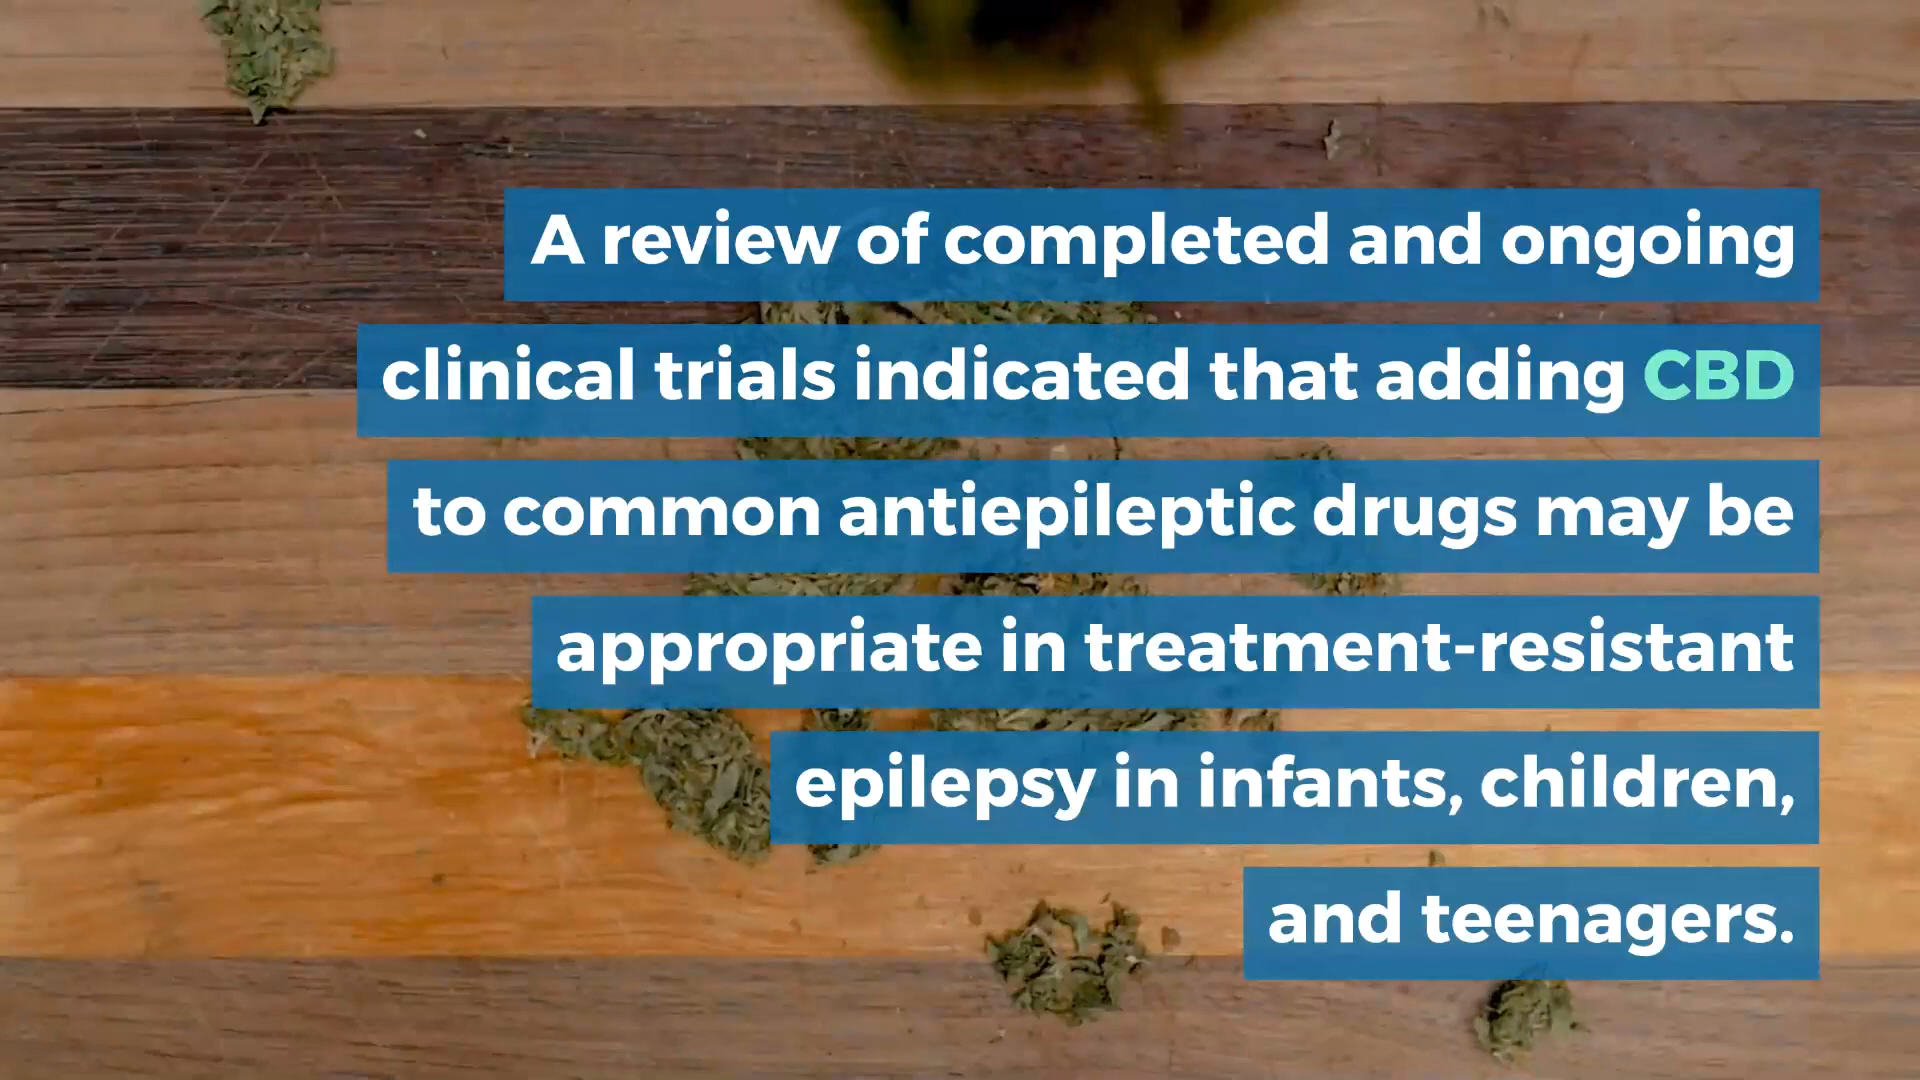 A review of completed and ongoing
clinical trials indicated that adding CBD
to common antiepileptic drugs may be
appropriate in treatment-resistant
epilepsy in infants, children,
and teenagers.